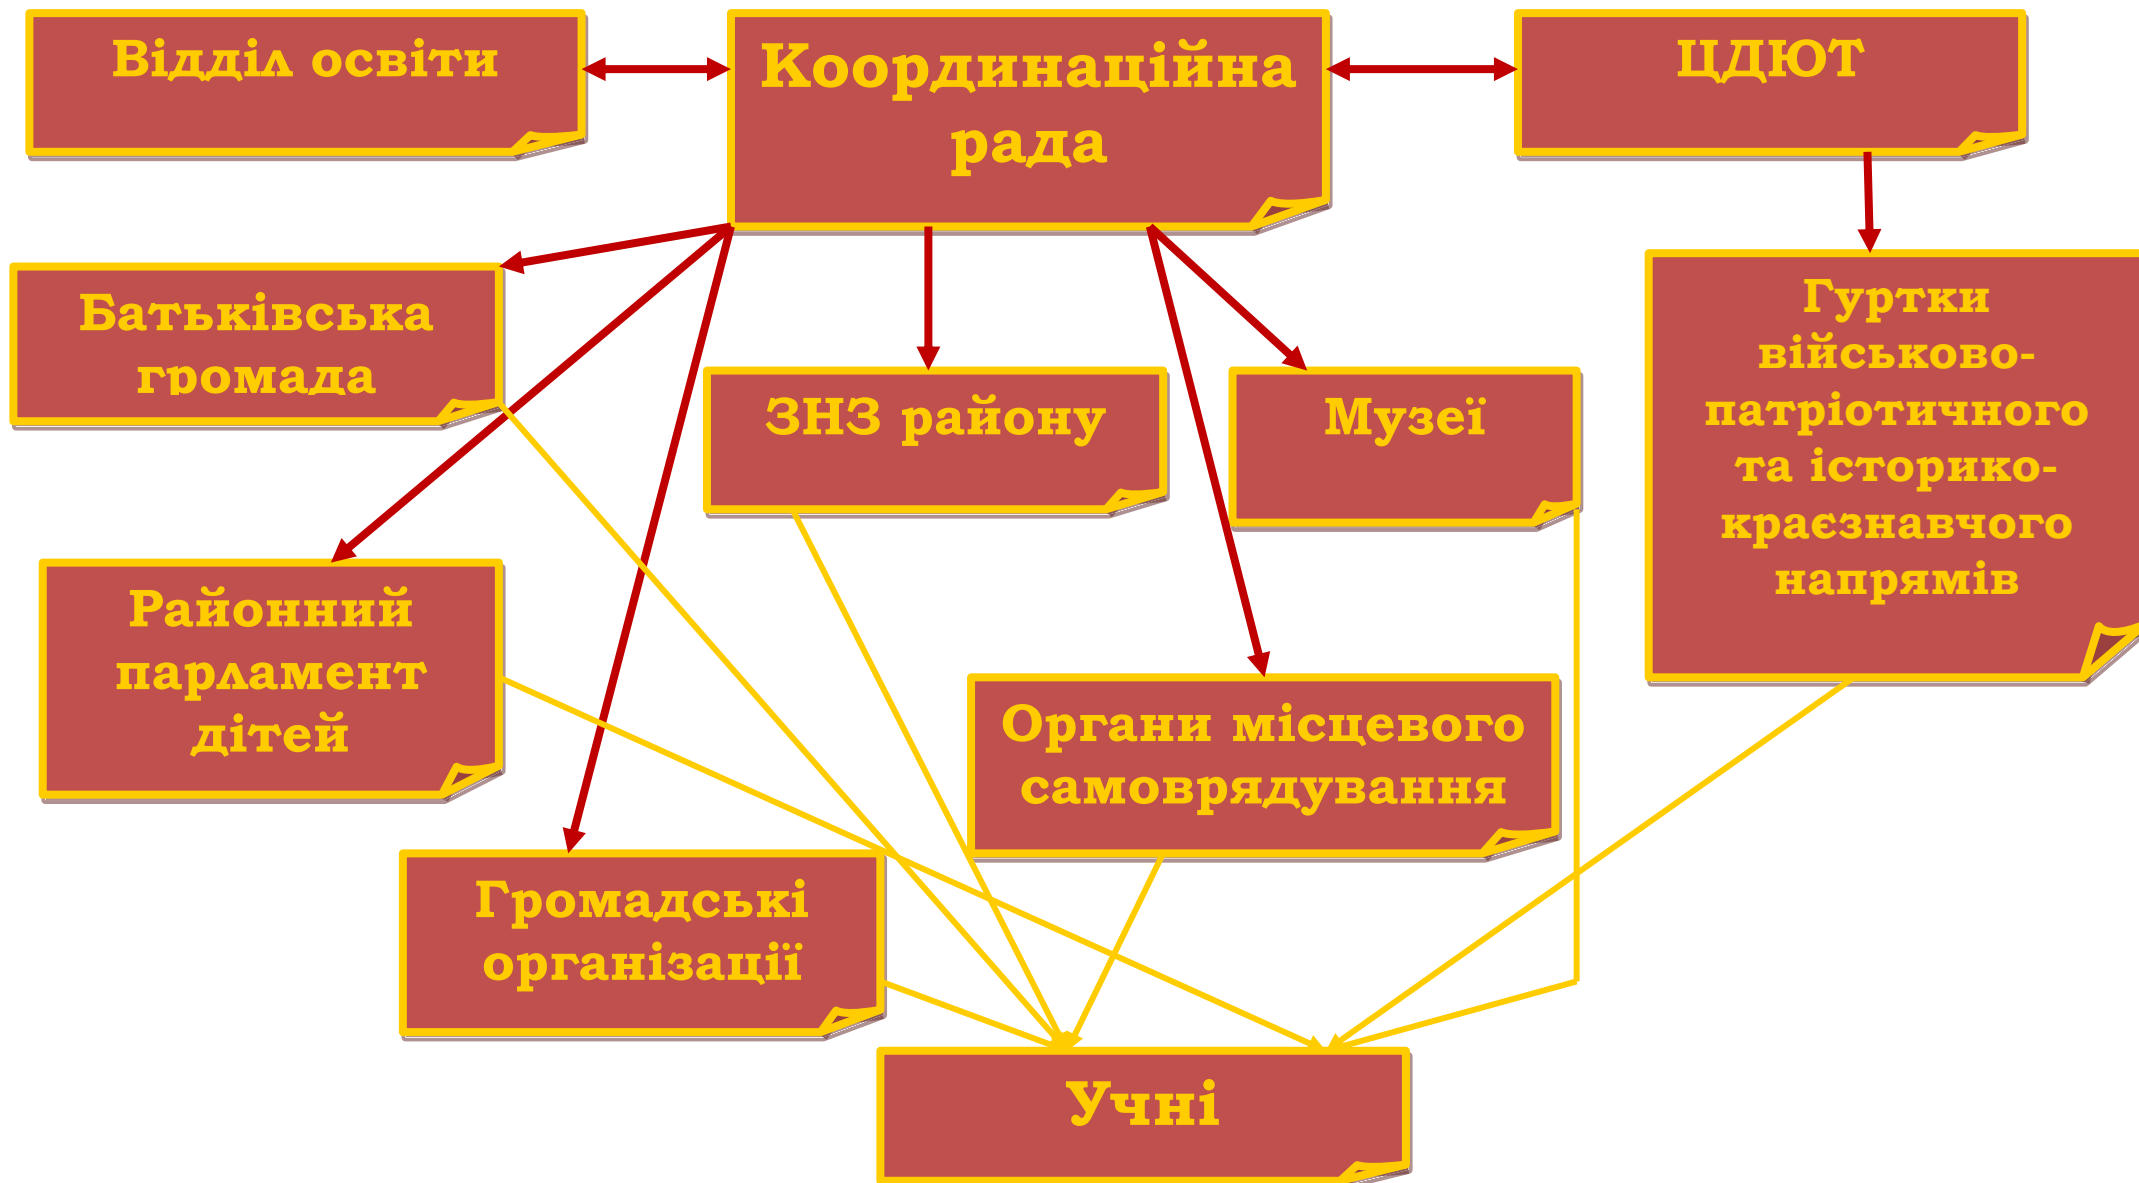 Відділ освіти
Координаційна
рада
ЦДЮТ
Батьківська
громада
ЗНЗ району
Музеї
Гуртки
військово-
патріотичного
та історико-
краєзнавчого
напрямів
Районний
парламент
дітей
Органи місцевого
самоврядування
Громадські
організації
Учні